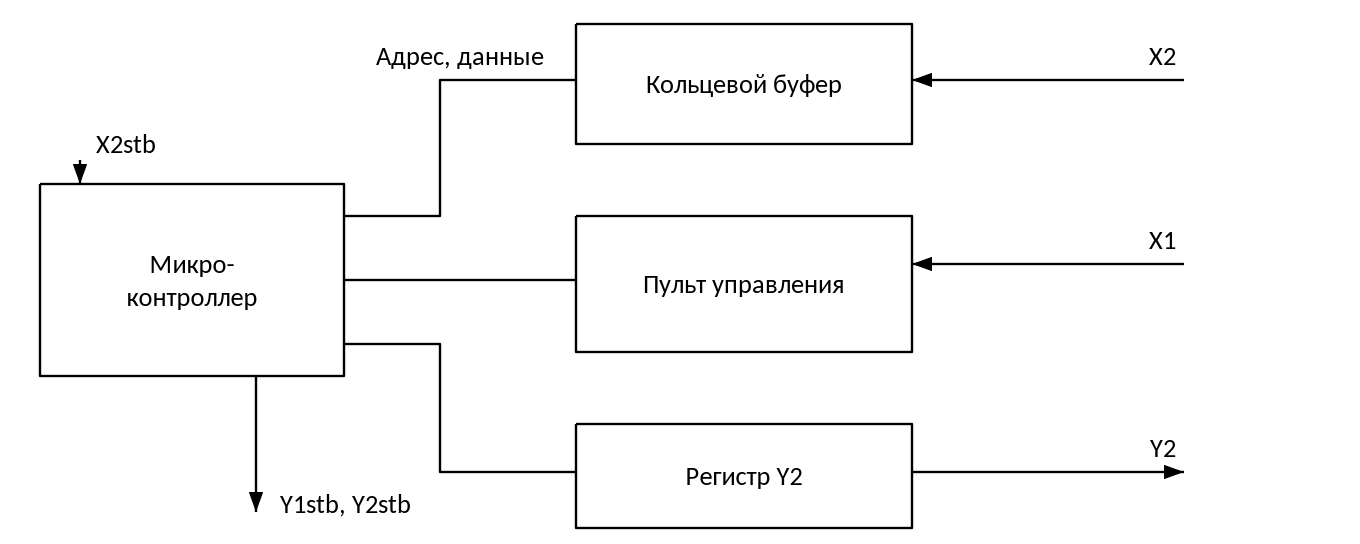 Адрес, данные
X2
Кольцевой буфер
X2stb
X1
Микро-
контроллер
Пульт управления
Y2
Регистр Y2
Y1stb, Y2stb